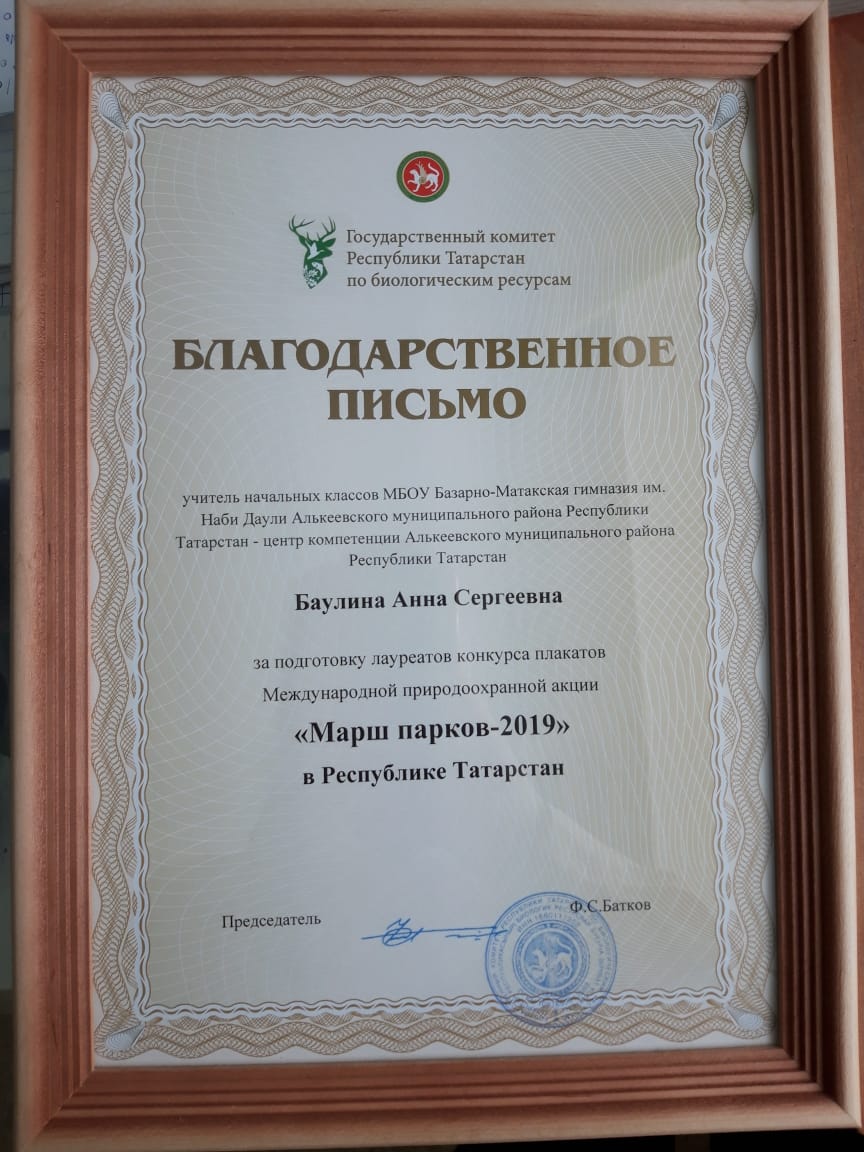 Государственный комитет
Республики Татарстан
по биологическим ресурсам
БЛАГОДАРСТВЕННОЕ
ПИСЬМО
учитель начальных классов МБОУ Базарно-Матакская гимназия им.
Наби Даули Алькеевского муниципального района Республики
Татарстан - центр компетенции Алькеевского муниципального района
Республики Татарстан
Баулина Анна Сергеевна
за подготовку лауреатов конкурса плакатов
Международной природоохранной акции
«Марш парков-2019»
в Республике Татарстан
Председатель
Ф.С.Батков